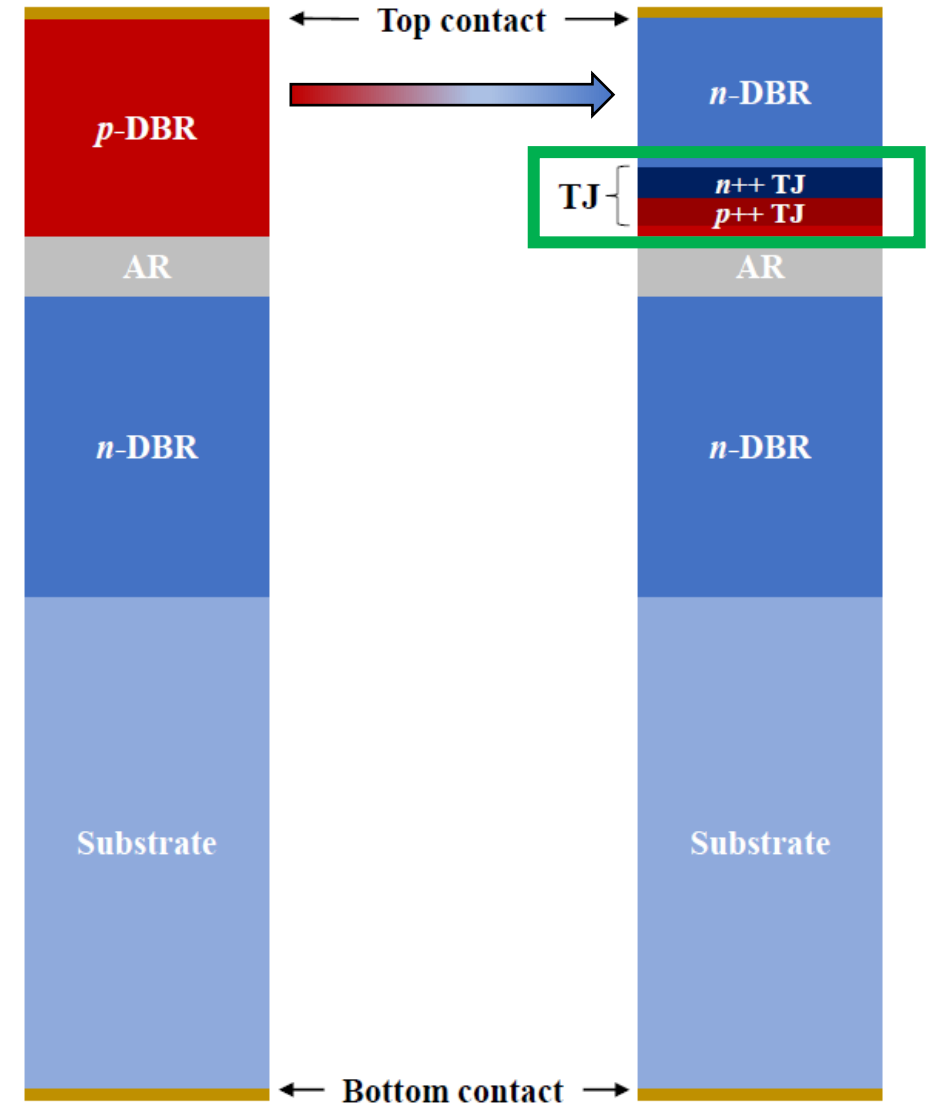 Top contact
p-DBR
n-DBR
TJ
n++ TJ
p++ TJ
AR
AR
n-DBR
n-DBR
Substrate
Substrate
Bottom contact